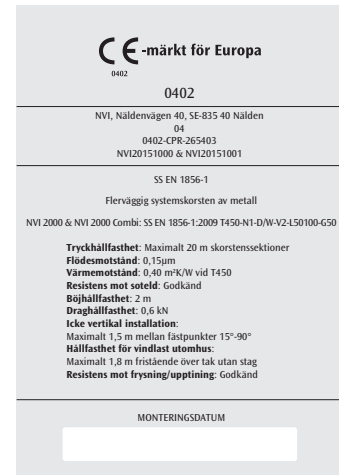 CE-märkt för Europa
0402
0402
NVI, Näldenvägen 40, SE-835 40 Nälden
04
0402-CPR-265403
NVI20151000 & NVI20151001
SS EN 1856-1
Flerväggig systemskorsten av metall
NVI 2000 & NVI 2000 Combi: SS EN 1856-1:2009 T450-N1-D/W-V2-L50100-G50
Tryckhållfasthet: Maximalt 20 m skorstenssektioner
Flödesmotstånd: 0,15µm
Värmemotstånd: 0,40 m²K/W vid T450
Resistens mot soteld: Godkänd
Böjhållfasthet: 2 m
Draghållfasthet: 0,6 kN
Icke vertikal installation:
Maximalt 1,5 m mellan fästpunkter 15°-90°
Hållfasthet för vindlast utomhus:
Maximalt 1,8 m fristående över tak utan stag
Resistens mot frysning/upptining: Godkänd
MONTERINGSDATUM